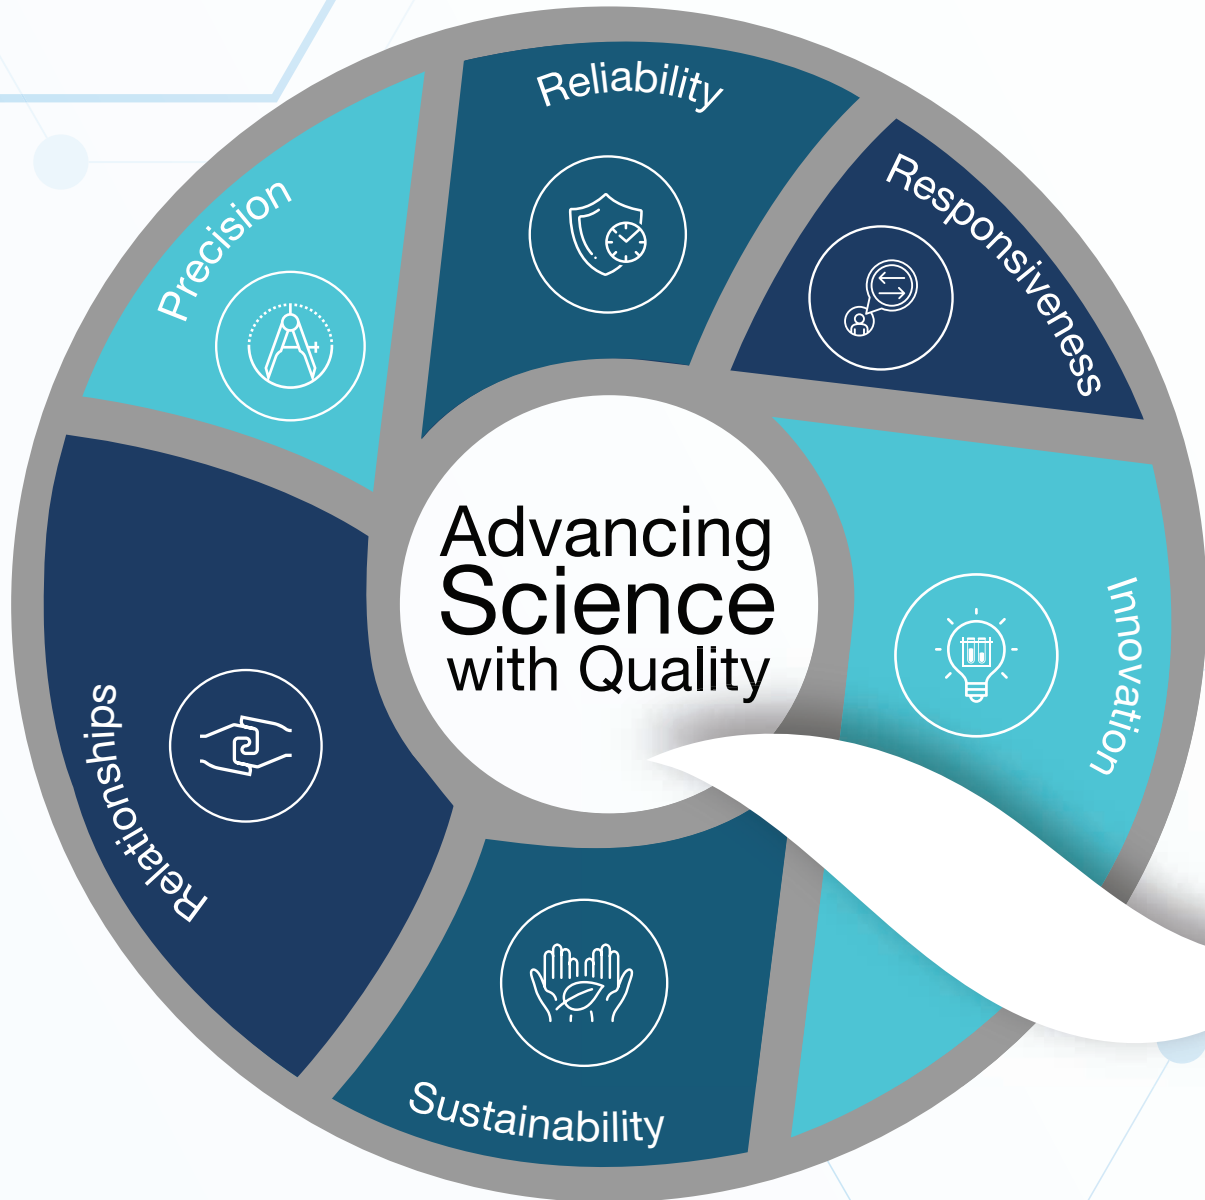 Reliability
Responsiveness
Precision
Advancing
Science
with Quality
Innovation
Relationships
Sustainability